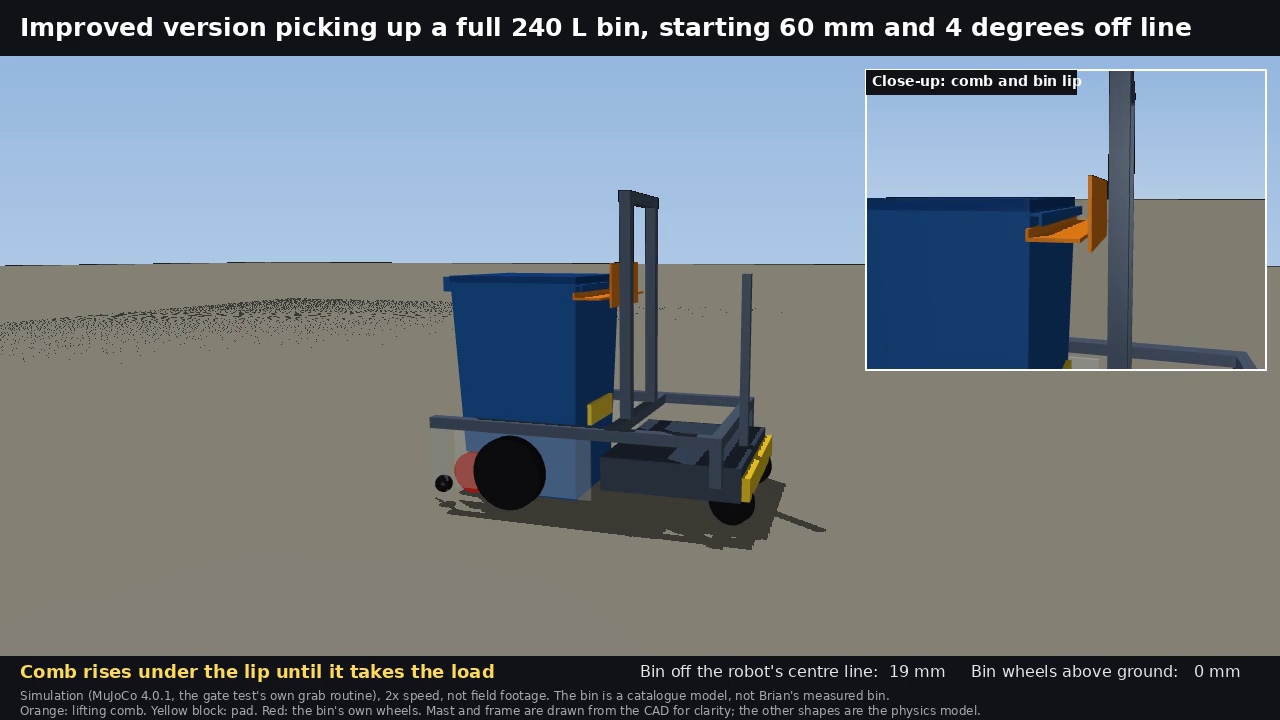 Improved version picking up a full 240 L bin, starting 60 mm and 4 degrees off line
Close-up: comb and bin lip
Comb rises under the lip until it takes the load
Bin off the robot's centre line: 19 mm
Bin wheels above ground: 0 mm
Simulation (MuJoCo 4.0.1, the gate test's own grab routine), 2x speed, not field footage. The bin is a catalogue model, not Brian's measured bin.
Orange: lifting comb. Yellow block: pad. Red: the bin's own wheels. Mast and frame are drawn from the CAD for clarity; the other shapes are the physics model.